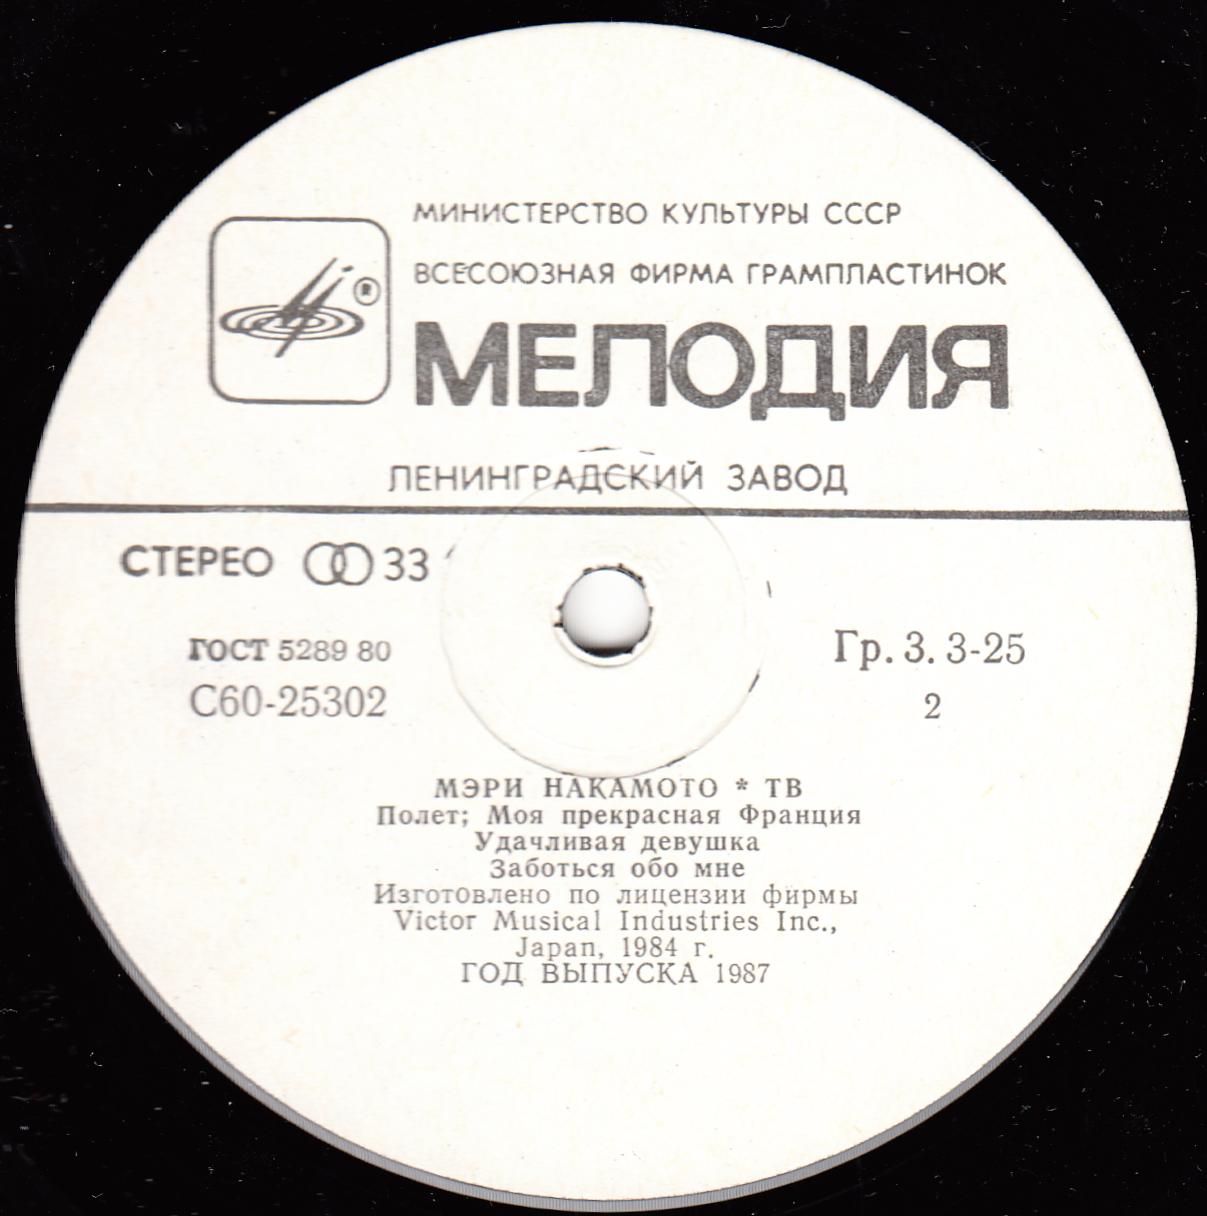 МИНИСТЕРСТВО КУЛЬТУРЫ СССР
ВСЕСОЮЗНАЯ ФИРМА ГРАМПЛАСТИНОК
®
МЕЛОДИЯ
ЛЕНИНГРАДСКИЙ ЗАВОД
СТЕРЕО 33
ГОСТ 5289 80
Гр. 3. 3-25
С60-25302
2
МЭРИ НАКАМОТО * ТВ
Полет; Моя прекрасная Франция
Удачливая девушка
Заботься обо мне
Изготовлено по лицензии фирмы
Victor Musical Industries Inc.,
Japan, 1984 г.
ГОД ВЫПУСКА 1987